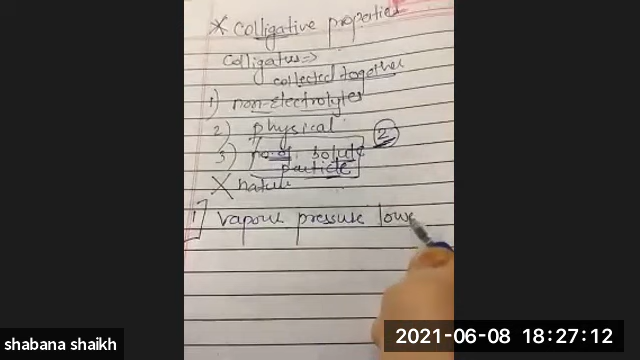 * Colligative properties
Colligatus =>
collected together
1) non-electrolytes
2) physical
3) no. of solute (2)
particle
X nature
1] Vapour pressure lowe
shabana shaikh
2021-06-08 18:27:12